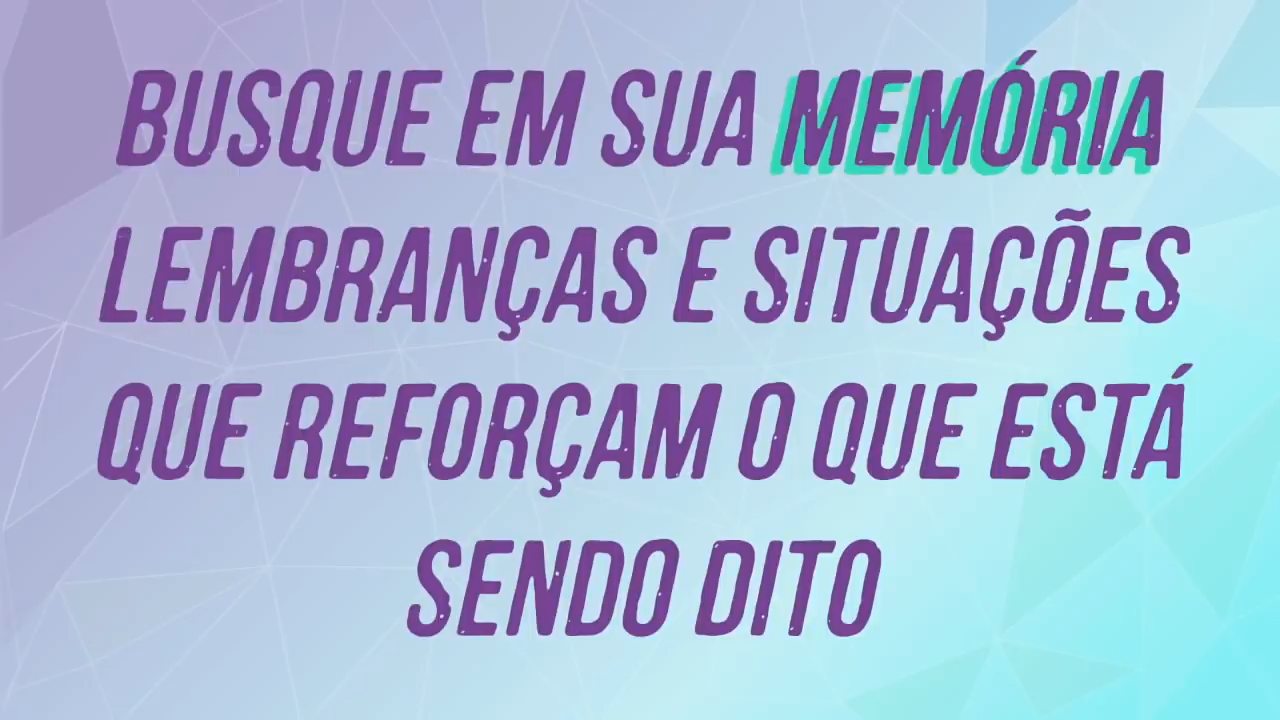 BUSQUE EM SUA MEMÓRIA
LEMBRANÇAS E SITUAÇÕES
QUE REFORÇAM O QUE ESTÁ
SENDO DITO